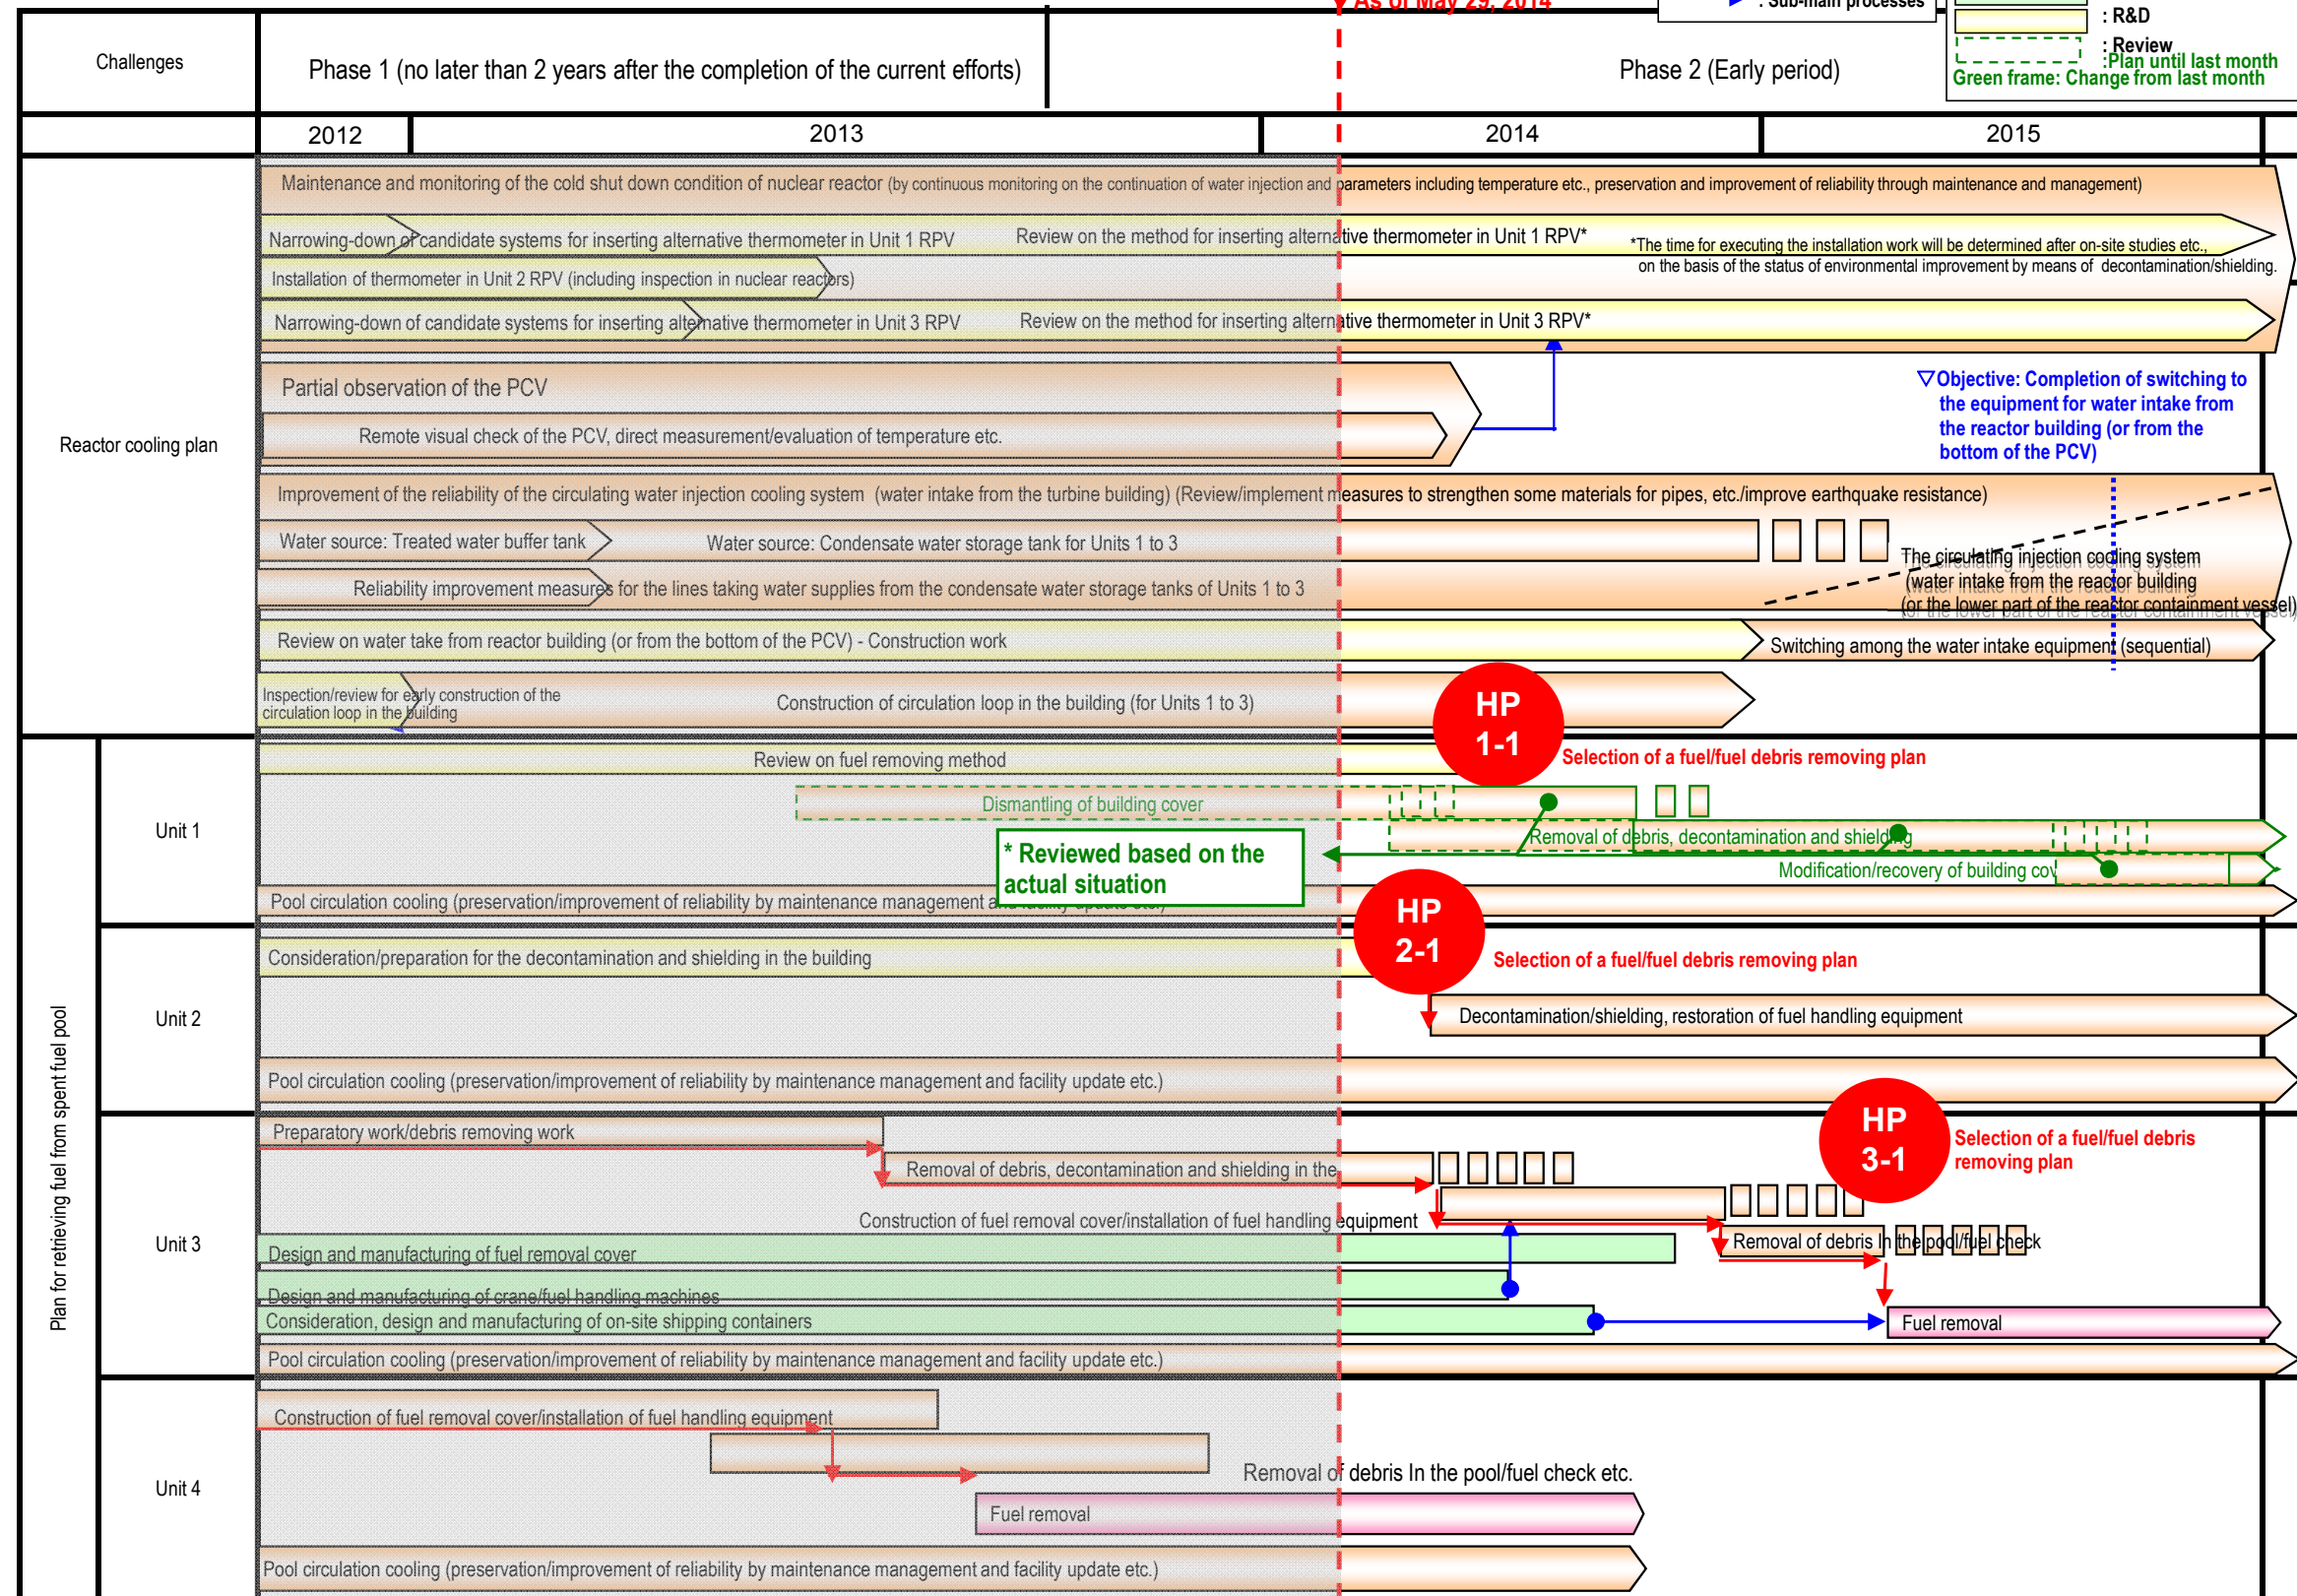 As of May 29, 2014
: Sub-main processes
: R&D
: Review
:Plan until last month
Green frame: Change from last month
Challenges
Phase 1 (no later than 2 years after the completion of the current efforts)
Phase 2 (Early period)
2012
2013
2014
2015
Reactor cooling plan
Maintenance and monitoring of the cold shut down condition of nuclear reactor (by continuous monitoring on the continuation of water injection and parameters including temperature etc., preservation and improvement of reliability through maintenance and management)
Narrowing-down of candidate systems for inserting alternative thermometer in Unit 1 RPV
Review on the method for inserting alternative thermometer in Unit 1 RPV*
*The time for executing the installation work will be determined after on-site studies etc.,
on the basis of the status of environmental improvement by means of decontamination/shielding.
Installation of thermometer in Unit 2 RPV (including inspection in nuclear reactors)
Narrowing-down of candidate systems for inserting alternative thermometer in Unit 3 RPV
Review on the method for inserting alternative thermometer in Unit 3 RPV*
Partial observation of the PCV
Remote visual check of the PCV, direct measurement/evaluation of temperature etc.
▽Objective: Completion of switching to
the equipment for water intake from
the reactor building (or from the
bottom of the PCV)
Improvement of the reliability of the circulating water injection cooling system (water intake from the turbine building) (Review/implement measures to strengthen some materials for pipes, etc./improve earthquake resistance)
Water source: Treated water buffer tank
Water source: Condensate water storage tank for Units 1 to 3
The circulating injection cooling system
(water intake from the reactor building
(or the lower part of the reactor containment vessel)
Reliability improvement measures for the lines taking water supplies from the condensate water storage tanks of Units 1 to 3
Review on water take from reactor building (or from the bottom of the PCV) - Construction work
Switching among the water intake equipment (sequential)
Inspection/review for early construction of the
circulation loop in the building
Construction of circulation loop in the building (for Units 1 to 3)
Plan for retrieving fuel from spent fuel pool
Unit 1
Review on fuel removing method
HP
1-1
Selection of a fuel/fuel debris removing plan
Dismantling of building cover
Removal of debris, decontamination and shielding
* Reviewed based on the
actual situation
Modification/recovery of building cov
Pool circulation cooling (preservation/improvement of reliability by maintenance management and facility update etc.)
Unit 2
Consideration/preparation for the decontamination and shielding in the building
HP
2-1
Selection of a fuel/fuel debris removing plan
Decontamination/shielding, restoration of fuel handling equipment
Pool circulation cooling (preservation/improvement of reliability by maintenance management and facility update etc.)
Unit 3
Preparatory work/debris removing work
HP
3-1
Selection of a fuel/fuel debris
removing plan
Removal of debris, decontamination and shielding in the
Construction of fuel removal cover/installation of fuel handling equipment
Removal of debris In the pool/fuel check
Design and manufacturing of fuel removal cover
Design and manufacturing of crane/fuel handling machines
Consideration, design and manufacturing of on-site shipping containers
Fuel removal
Pool circulation cooling (preservation/improvement of reliability by maintenance management and facility update etc.)
Unit 4
Construction of fuel removal cover/installation of fuel handling equipment
Removal of debris In the pool/fuel check etc.
Fuel removal
Pool circulation cooling (preservation/improvement of reliability by maintenance management and facility update etc.)